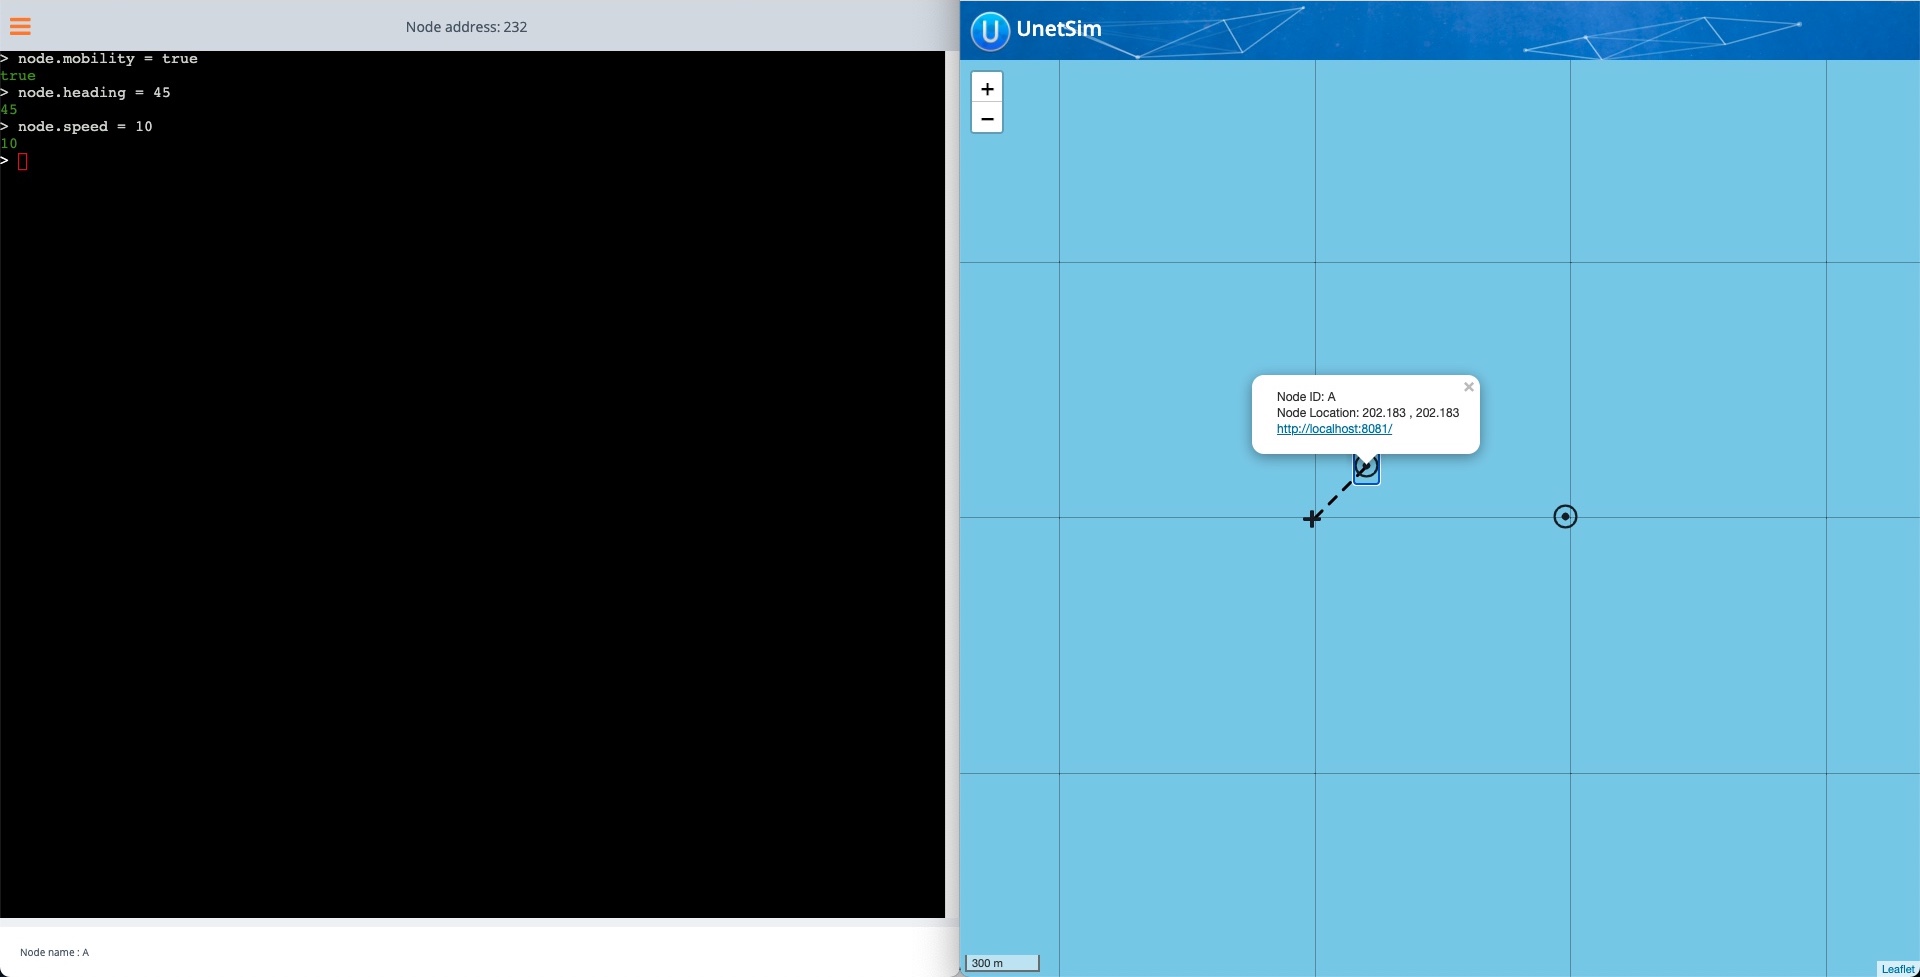 Node address: 232
> node.mobility = true
true
> node.heading = 45
45
> node.speed = 10
10
>
Node name : A
U UnetSim
+
−
×
Node ID: A
Node Location: 202.183 , 202.183
http://localhost:8081/
300 m
Leaflet